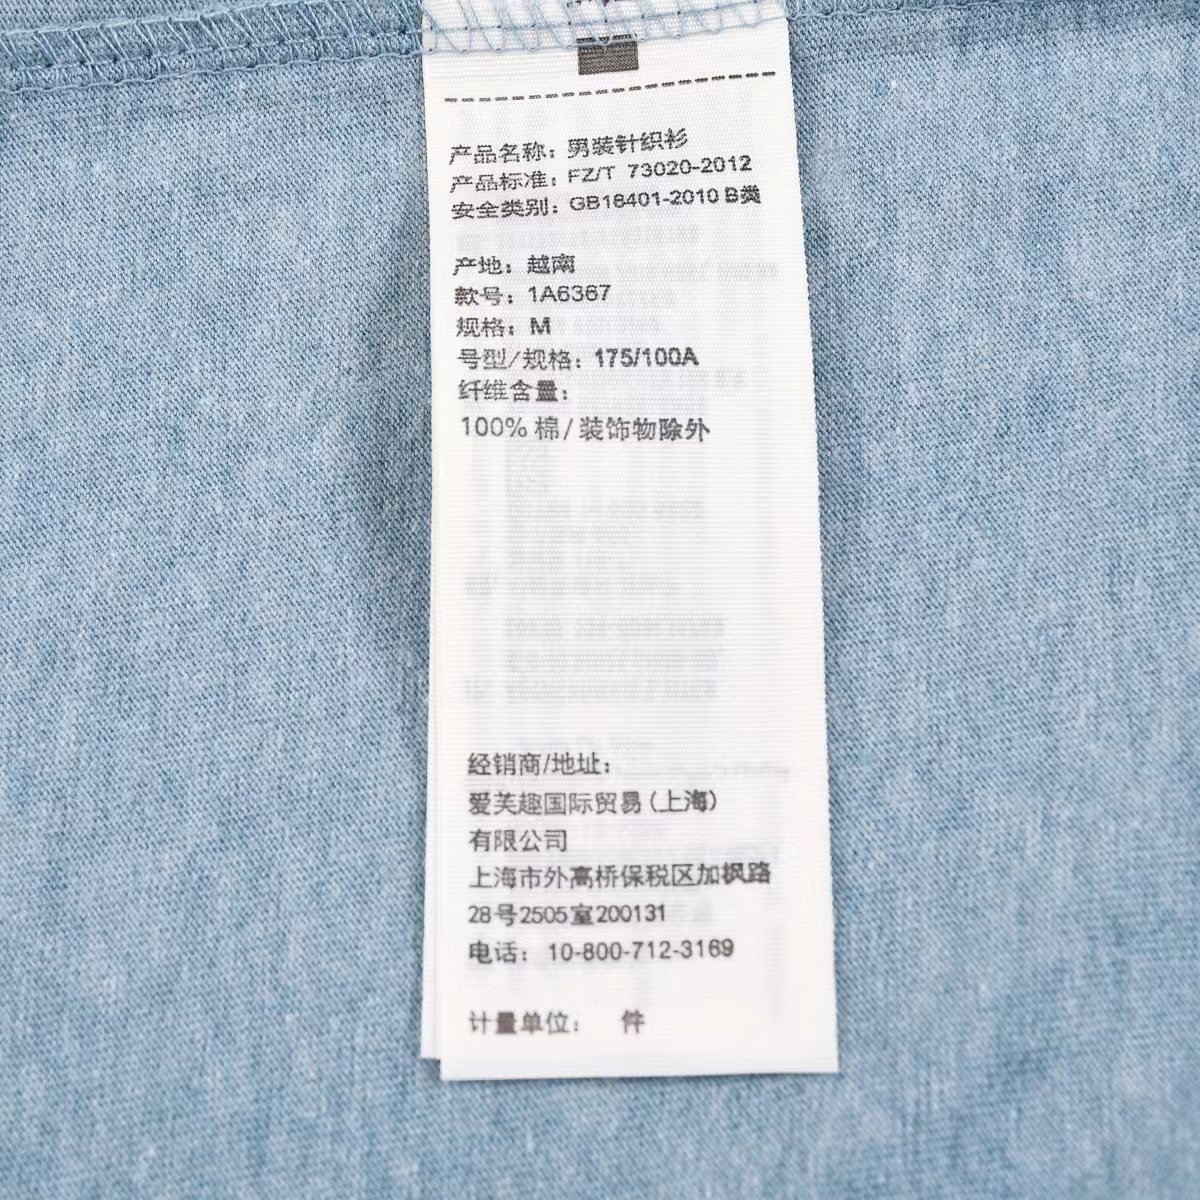 产品名称：男装针织衫
产品标准：FZ/T 73020-2012
安全类别：GB18401-2010 B类
产地：越南
款号：1A6367
规格：M
号型/规格：175/100A
纤维含量：
100% 棉/装饰物除外
经销商/地址：
爱芙趣国际贸易(上海)
有限公司
上海市外高桥保税区加枫路
28号2505室200131
电话：10-800-712-3169
计量单位： 件